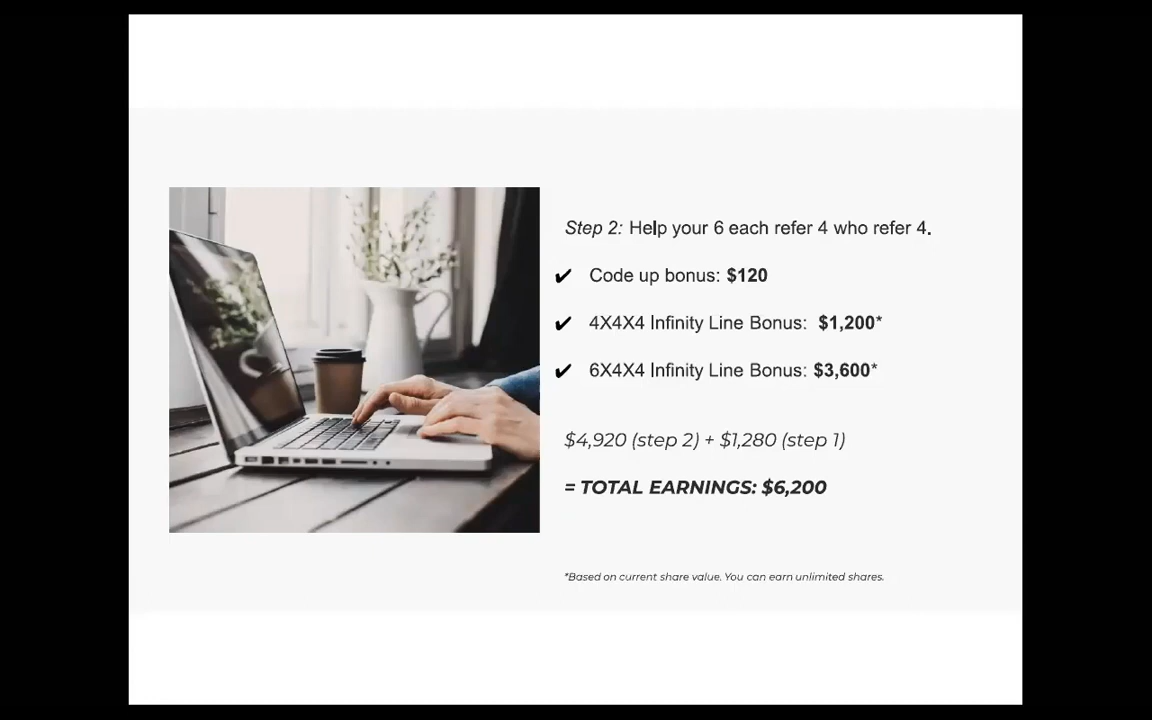 Step 2: Help your 6 each refer 4 who refer 4.
✔ Code up bonus: $120
✔ 4X4X4 Infinity Line Bonus: $1,200*
✔ 6X4X4 Infinity Line Bonus: $3,600*
$4,920 (step 2) + $1,280 (step 1)
= TOTAL EARNINGS: $6,200
*Based on current share value. You can earn unlimited shares.